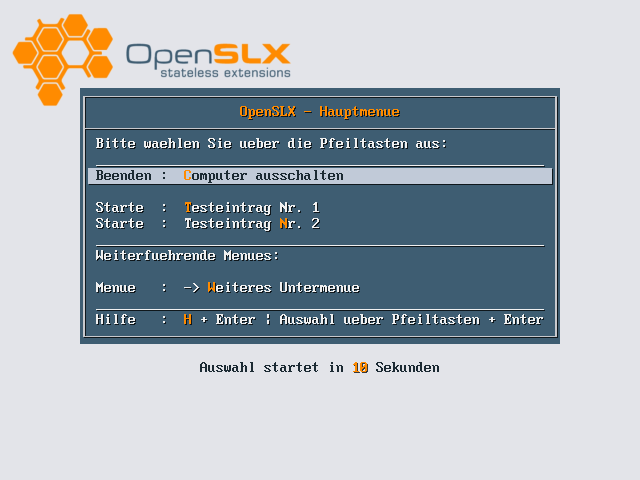 OpenSLX
stateless extensions
OpenSLX - Hauptmenue
Bitte waehlen Sie ueber die Pfeiltasten aus:
Beenden : Computer ausschalten
Starte : Testeintrag Nr. 1
Starte : Testeintrag Nr. 2
Weiterfuehrende Menues:
Menue : -> Weiteres Untermenue
Hilfe : H + Enter ¦ Auswahl ueber Pfeiltasten + Enter
Auswahl startet in 10 Sekunden